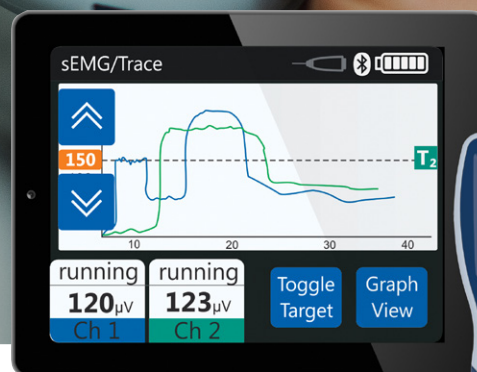 sEMG/Trace
150
T2
10 20 30 40
running running
120µV 123µV
Ch 1 Ch 2
Toggle Target
Graph View